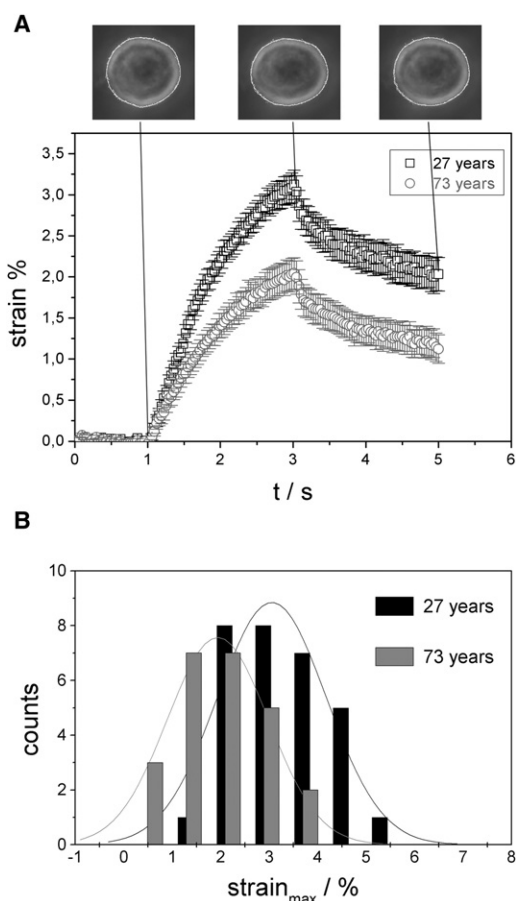 A
3,5
3,0
2,5
2,0
1,5
1,0
0,5
0,0
strain %
27 years
73 years
0 1 2 3 4 5 6
t / s
B
10
8
6
4
2
0
counts
27 years
73 years
-1 0 1 2 3 4 5 6 7 8
strainmax / %